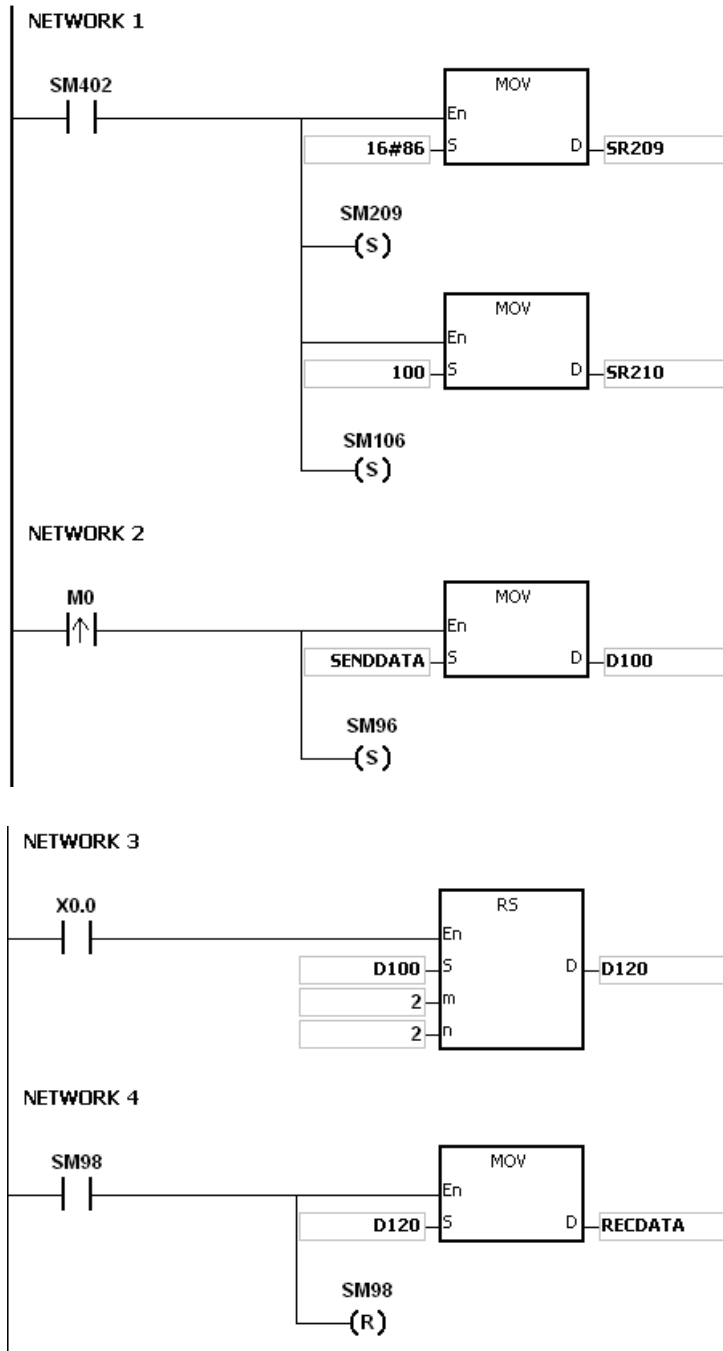 NETWORK 1
SM402
MOV
En
16#86 S D SR209
SM209
(S)
MOV
En
100 S D SR210
SM106
(S)
NETWORK 2
M0
MOV
En
SENDDATA S D D100
SM96
(S)
NETWORK 3
X0.0
RS
En
D100 S D D120
2 m
2 n
NETWORK 4
SM98
MOV
En
D120 S D RECDATA
SM98
(R)